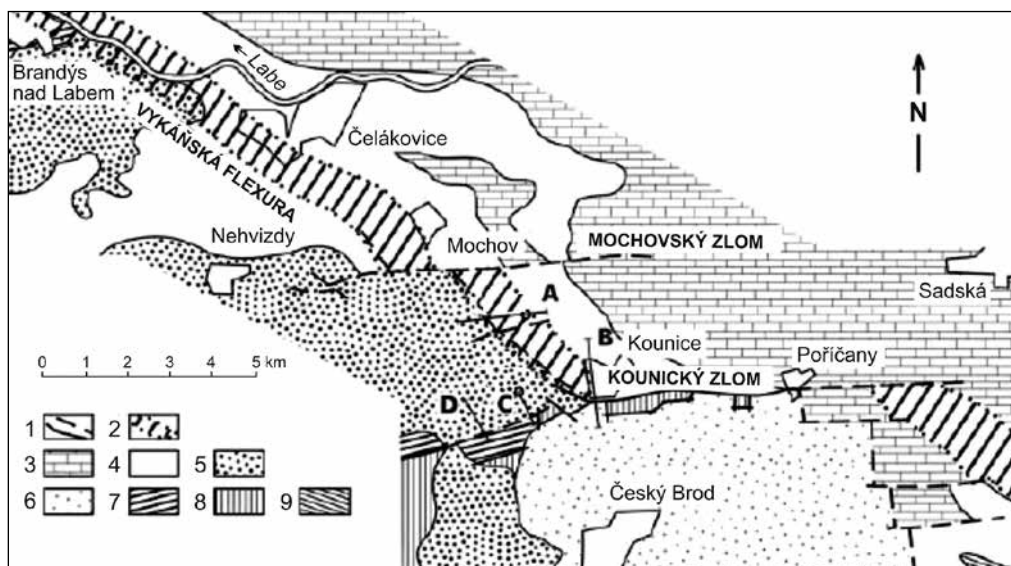 Labe
N
Brandýs
nad Labem
VYKÁŇSKÁ FLEXURA
Čelákovice
Nehvizdy
Mochov
MOCHOVSKÝ ZLOM
A
Sadská
B
Kounice
Poříčany
KOUNICKÝ ZLOM
0 1 2 3 4 5 km
D
C
1
2
3
4
5
6
7
8
9
Český Brod